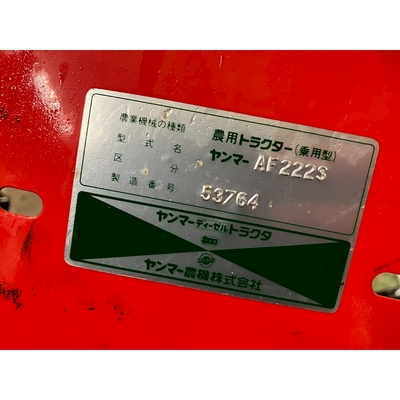 農業機械の種類 農用トラクター(乗用型)
型式名 ヤンマー AF222S
区分
製造番号 53764
ヤンマーディーゼルトラクタ
ヤンマー農機株式会社